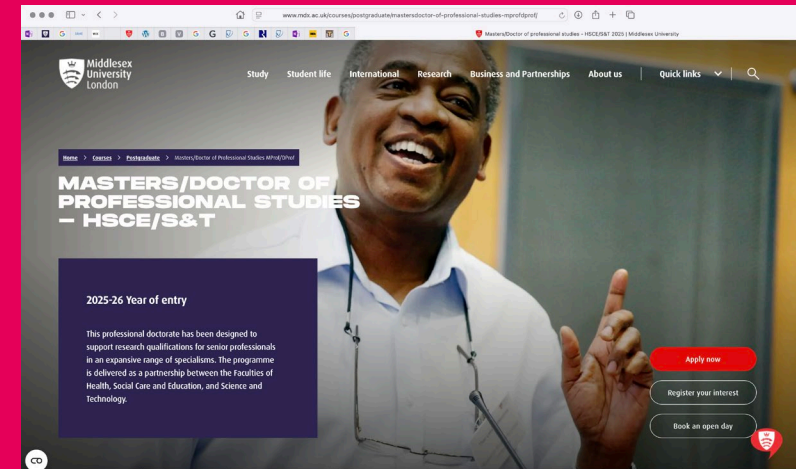 www.mdx.ac.uk/courses/postgraduate/mastersdoctor-of-professional-studies-mprofdprof/
Masters/Doctor of professional studies - HSCE/S&T 2025 | Middlesex University
Middlesex
University
London
Study Student life International Research Business and Partnerships About us Quick links
Home > Courses > Postgraduate > Masters/Doctor of Professional Studies MProf/DProf
MASTERS/DOCTOR OF
PROFESSIONAL STUDIES
– HSCE/S&T
2025-26 Year of entry
This professional doctorate has been designed to
support research qualifications for senior professionals
in an expansive range of specialisms. The programme
is delivered as a partnership between the Faculties of
Health, Social Care and Education, and Science and
Technology.
Apply now
Register your interest
Book an open day